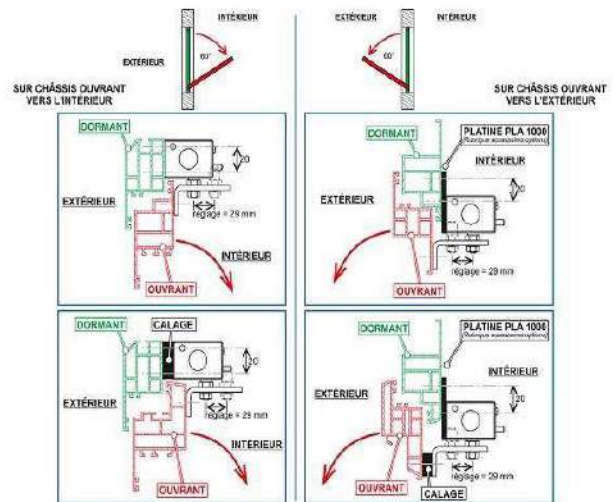 INTÉRIEUR
EXTÉRIEUR
60°
SUR CHÂSSIS OUVRANT
VERS L'INTÉRIEUR
EXTÉRIEUR
INTÉRIEUR
60°
SUR CHÂSSIS OUVRANT
VERS L'EXTÉRIEUR
DORMANT
20
EXTÉRIEUR
réglage = 29 mm
INTÉRIEUR
OUVRANT
DORMANT
PLATINE PLA 1000
INTÉRIEUR
EXTÉRIEUR
réglage = 29 mm
OUVRANT
DORMANT
CALAGE
20
EXTÉRIEUR
réglage = 29 mm
INTÉRIEUR
OUVRANT
DORMANT
PLATINE PLA 1000
INTÉRIEUR
EXTÉRIEUR
20
réglage = 29 mm
OUVRANT
CALAGE